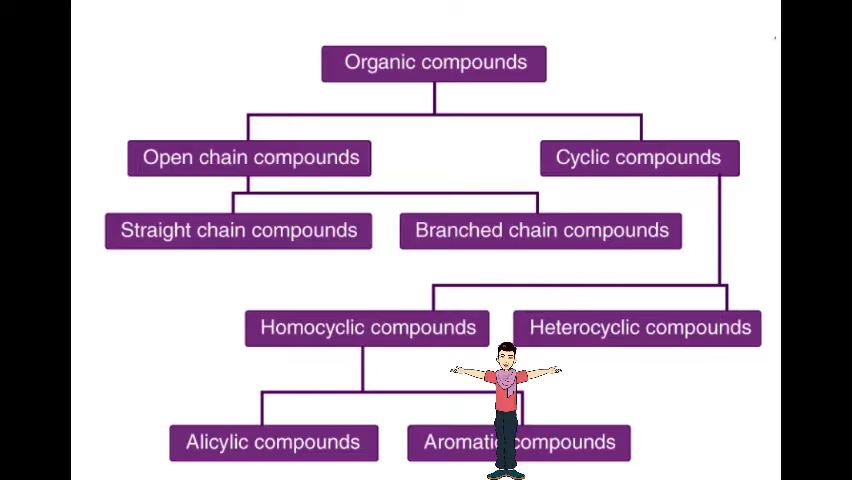 Organic compounds
Open chain compounds
Cyclic compounds
Straight chain compounds
Branched chain compounds
Homocyclic compounds
Heterocyclic compounds
Alicylic compounds
Aromatic compounds